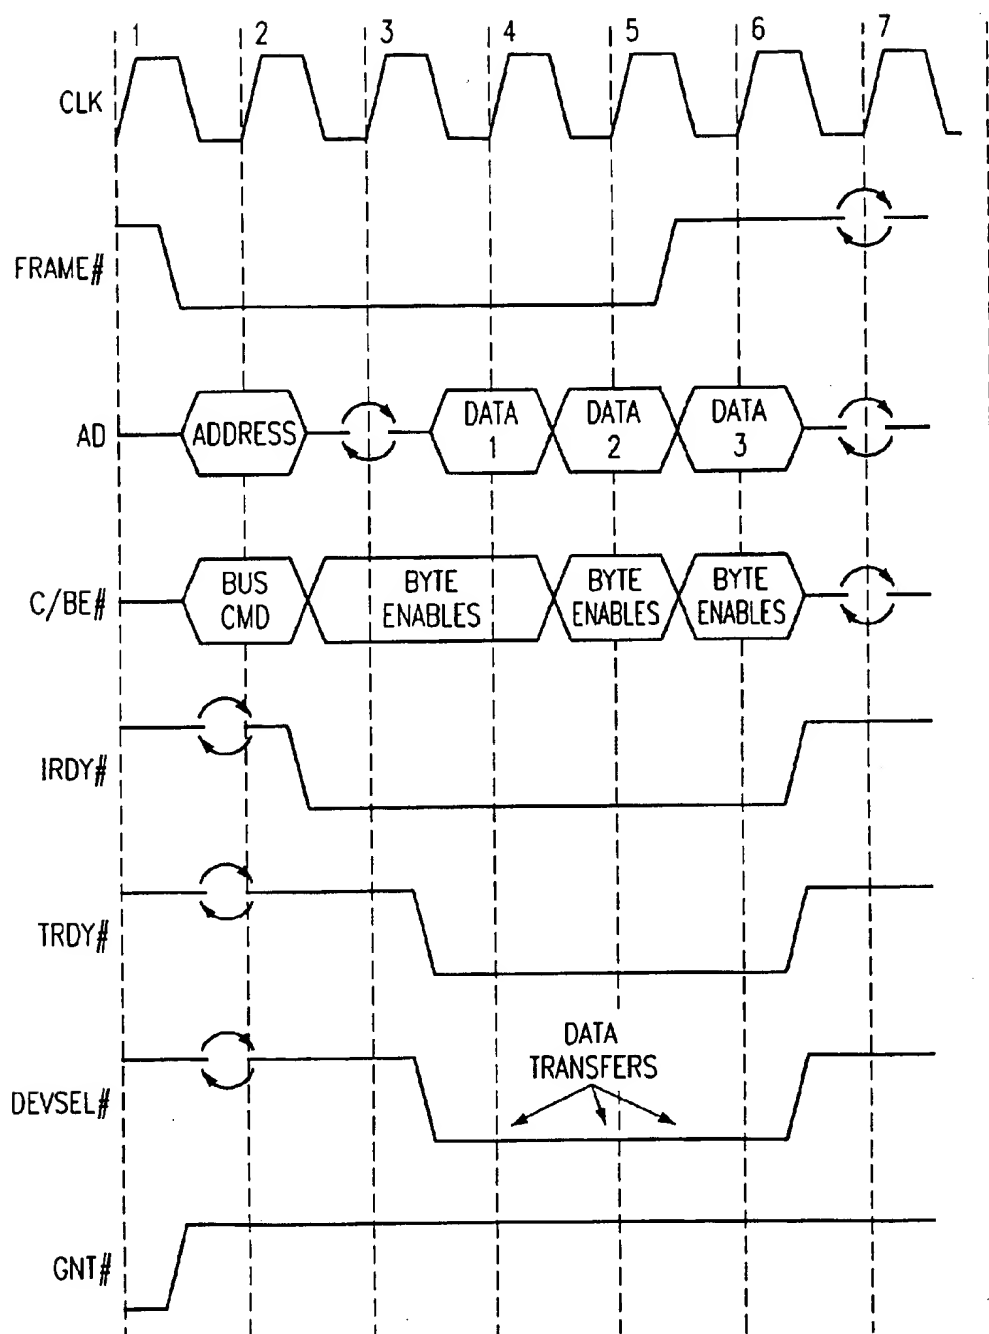 1 2 3 4 5 6 7
CLK
FRAME#
AD
ADDRESS
DATA
1
DATA
2
DATA
3
C/BE#
BUS
CMD
BYTE
ENABLES
BYTE
ENABLES
BYTE
ENABLES
IRDY#
TRDY#
DEVSEL#
DATA
TRANSFERS
GNT#